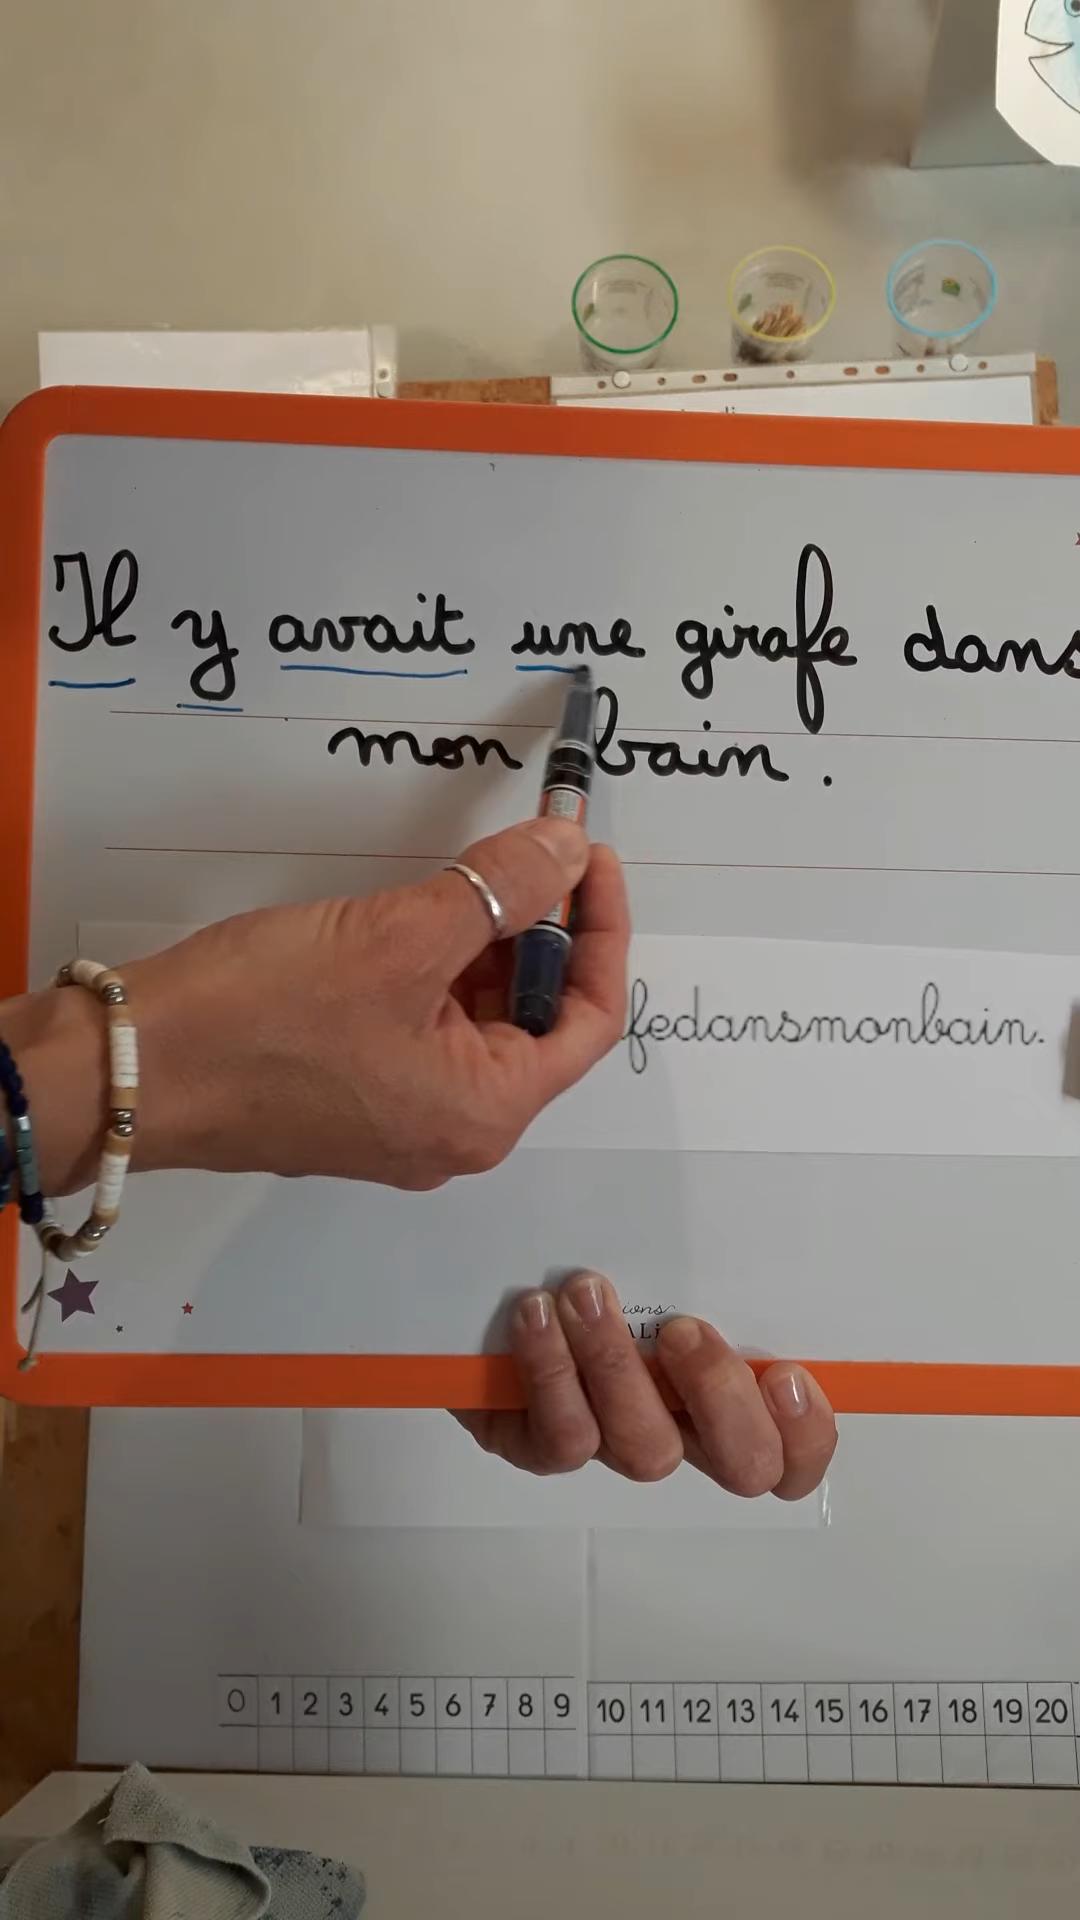 Il y avait une girafe dans
mon bain.
fedansmonbain.
0 1 2 3 4 5 6 7 8 9 10 11 12 13 14 15 16 17 18 19 20